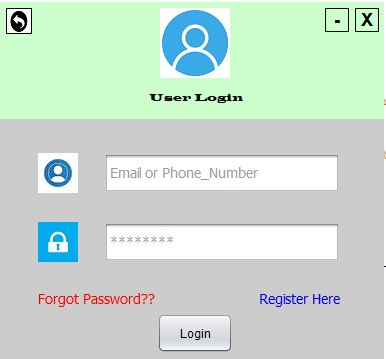 - X
User Login
Email or Phone_Number
********
Forgot Password?? Register Here
Login